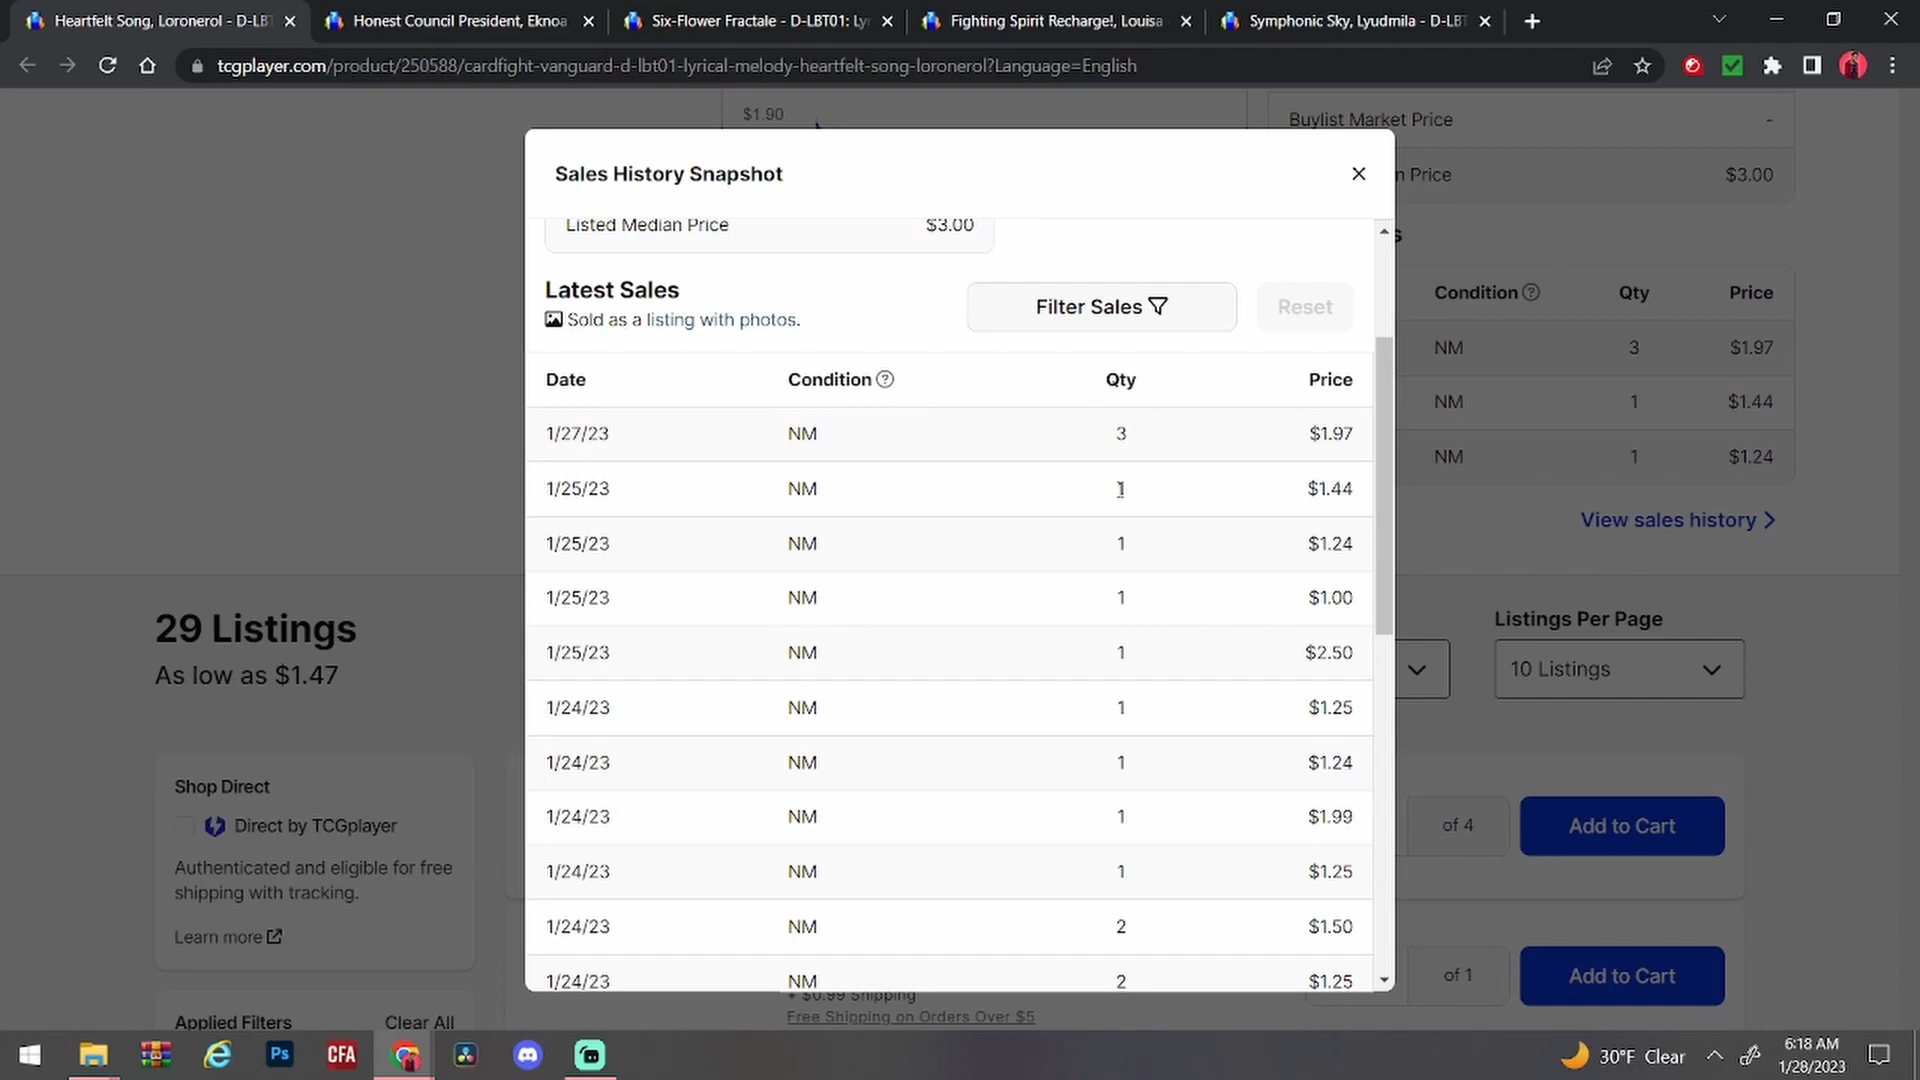 Heartfelt Song, Loronerol - D-LBT
Honest Council President, Eknoa
Six-Flower Fractale - D-LBT01: Ly
Fighting Spirit Recharge!, Louisa
Symphonic Sky, Lyudmila - D-LBT
tcgplayer.com/product/250588/cardfight-vanguard-d-lbt01-lyrical-melody-heartfelt-song-loronerol?Language=English
$1.90
Buylist Market Price -
n Price $3.00
s
Condition Qty Price
NM 3 $1.97
NM 1 $1.44
NM 1 $1.24
View sales history
Sales History Snapshot
Listed Median Price $3.00
Latest Sales
Sold as a listing with photos.
Filter Sales
Reset
Date Condition Qty Price
1/27/23 NM 3 $1.97
1/25/23 NM 1 $1.44
1/25/23 NM 1 $1.24
1/25/23 NM 1 $1.00
1/25/23 NM 1 $2.50
1/24/23 NM 1 $1.25
1/24/23 NM 1 $1.24
1/24/23 NM 1 $1.99
1/24/23 NM 1 $1.25
1/24/23 NM 2 $1.50
1/24/23 NM 2 $1.25
29 Listings
As low as $1.47
Listings Per Page
10 Listings
Shop Direct
Direct by TCGplayer
Authenticated and eligible for free
shipping with tracking.
Learn more
Applied Filters Clear All
of 4 Add to Cart
of 1 Add to Cart
+ $0.99 Shipping
Free Shipping on Orders Over $5
Ps
CFA
30°F Clear
6:18 AM
1/28/2023